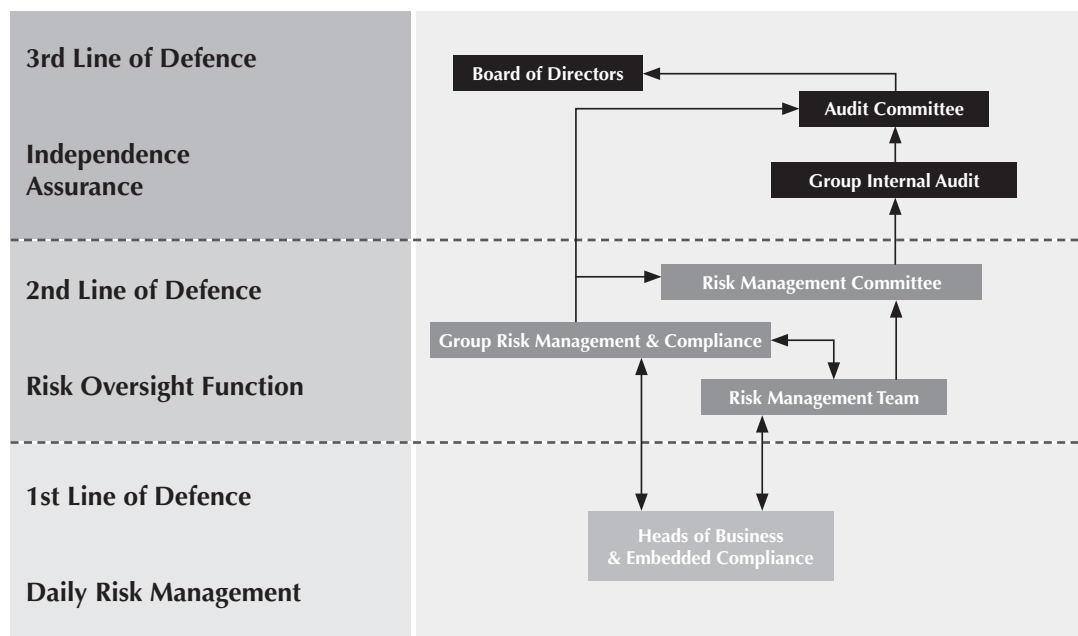 3rd Line of Defence
Independence
Assurance
Board of Directors
Audit Committee
Group Internal Audit
2nd Line of Defence
Risk Oversight Function
Risk Management Committee
Group Risk Management & Compliance
Risk Management Team
1st Line of Defence
Daily Risk Management
Heads of Business
& Embedded Compliance